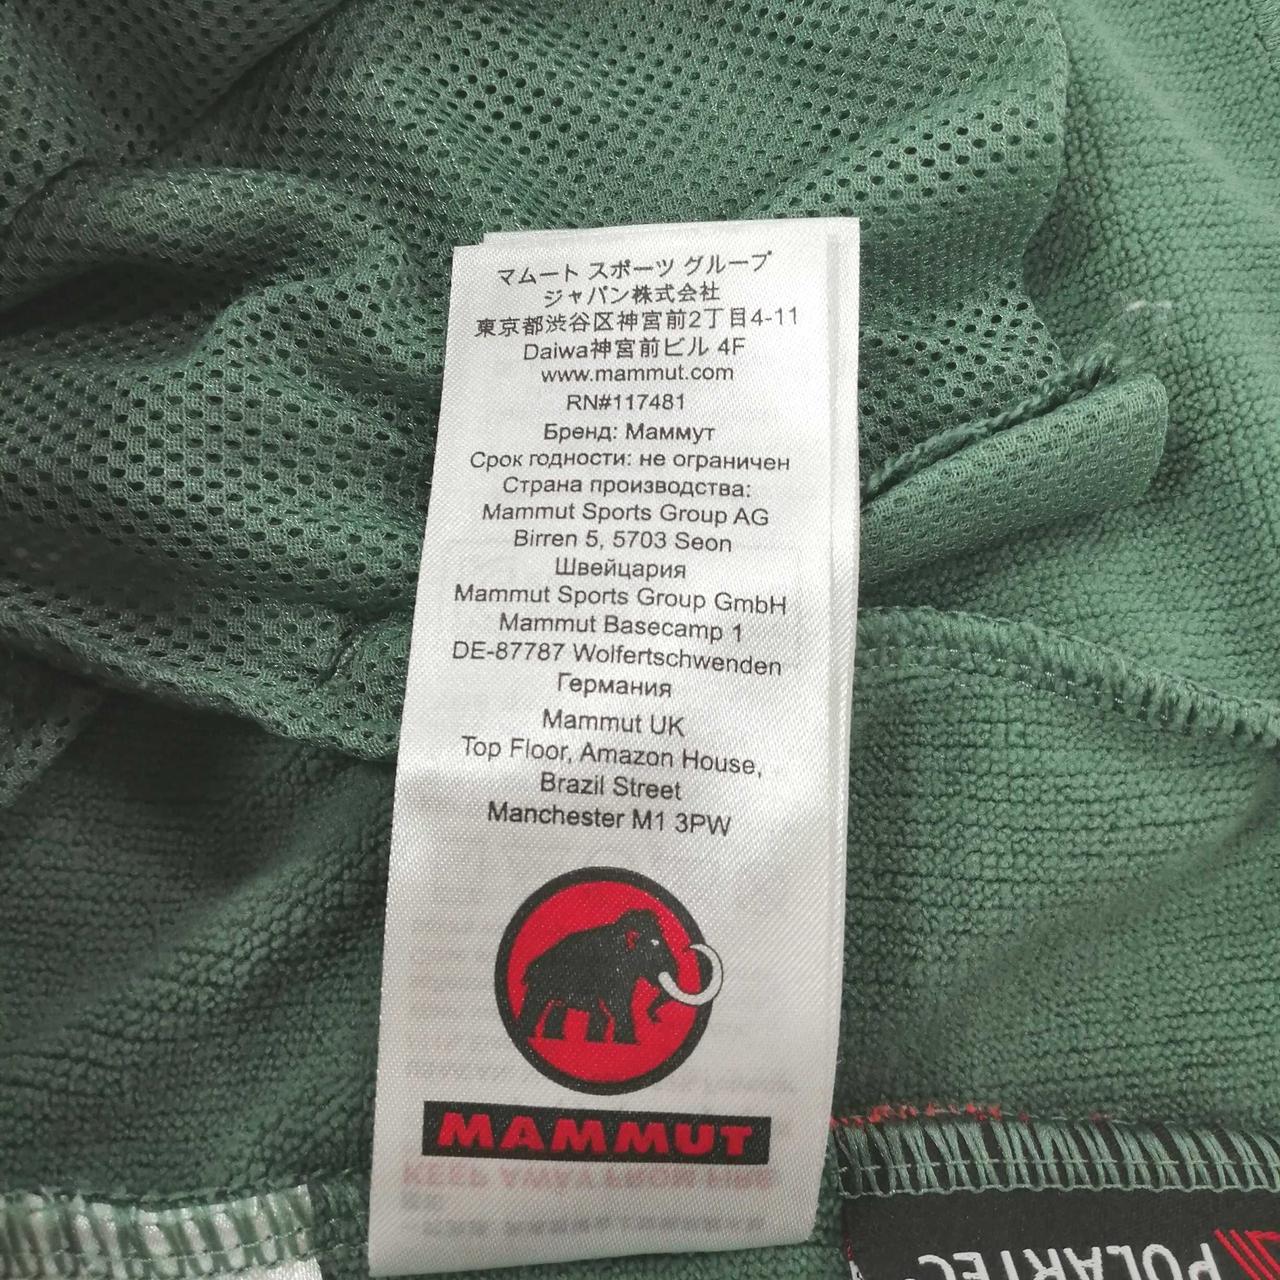 マムート スポーツ グループ
ジャパン株式会社
東京都渋谷区神宮前2丁目4-11
Daiwa神宮前ビル 4F
www.mammut.com
RN#117481
Бренд: Маммут
Срок годности: не ограничен
Страна производства:
Mammut Sports Group AG
Birren 5, 5703 Seon
Швейцария
Mammut Sports Group GmbH
Mammut Basecamp 1
DE-87787 Wolfertschwenden
Германия
Mammut UK
Top Floor, Amazon House,
Brazil Street
Manchester M1 3PW
MAMMUT
KEEP AWAY FROM FIRE
POLARTEC